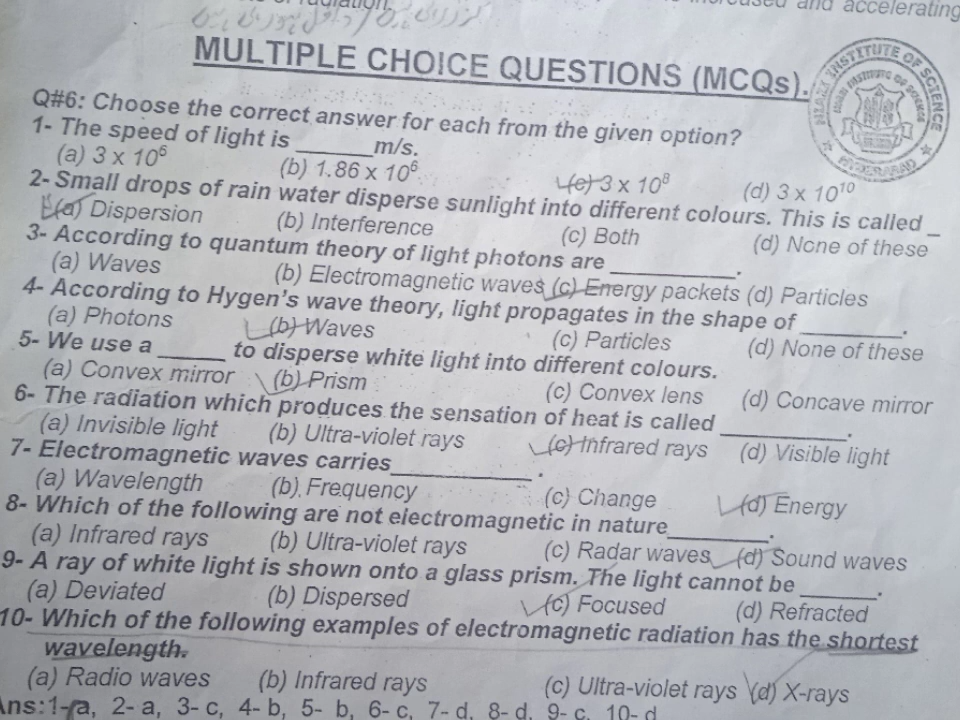 and accelerating
MULTIPLE CHOICE QUESTIONS (MCQs).
INSTITUTE OF SCIENCE
HYDERABAD
Q#6: Choose the correct answer for each from the given option?
1- The speed of light is ______m/s.
(a) 3 x 10⁶ (b) 1.86 x 10⁶ (c) 3 x 10⁸ (d) 3 x 10¹⁰
2- Small drops of rain water disperse sunlight into different colours. This is called _
(a) Dispersion (b) Interference (c) Both (d) None of these
3- According to quantum theory of light photons are __________.
(a) Waves (b) Electromagnetic waves (c) Energy packets (d) Particles
4- According to Hygen's wave theory, light propagates in the shape of ________.
(a) Photons (b) Waves (c) Particles (d) None of these
5- We use a _____ to disperse white light into different colours.
(a) Convex mirror (b) Prism (c) Convex lens (d) Concave mirror
6- The radiation which produces the sensation of heat is called __________.
(a) Invisible light (b) Ultra-violet rays (c) Infrared rays (d) Visible light
7- Electromagnetic waves carries___________.
(a) Wavelength (b) Frequency (c) Change (d) Energy
8- Which of the following are not electromagnetic in nature________.
(a) Infrared rays (b) Ultra-violet rays (c) Radar waves (d) Sound waves
9- A ray of white light is shown onto a glass prism. The light cannot be ______.
(a) Deviated (b) Dispersed (c) Focused (d) Refracted
10- Which of the following examples of electromagnetic radiation has the shortest
wavelength.
(a) Radio waves (b) Infrared rays (c) Ultra-violet rays (d) X-rays
Ans:1-a, 2- a, 3- c, 4- b, 5- b, 6- c, 7- d, 8- d, 9- c, 10- d